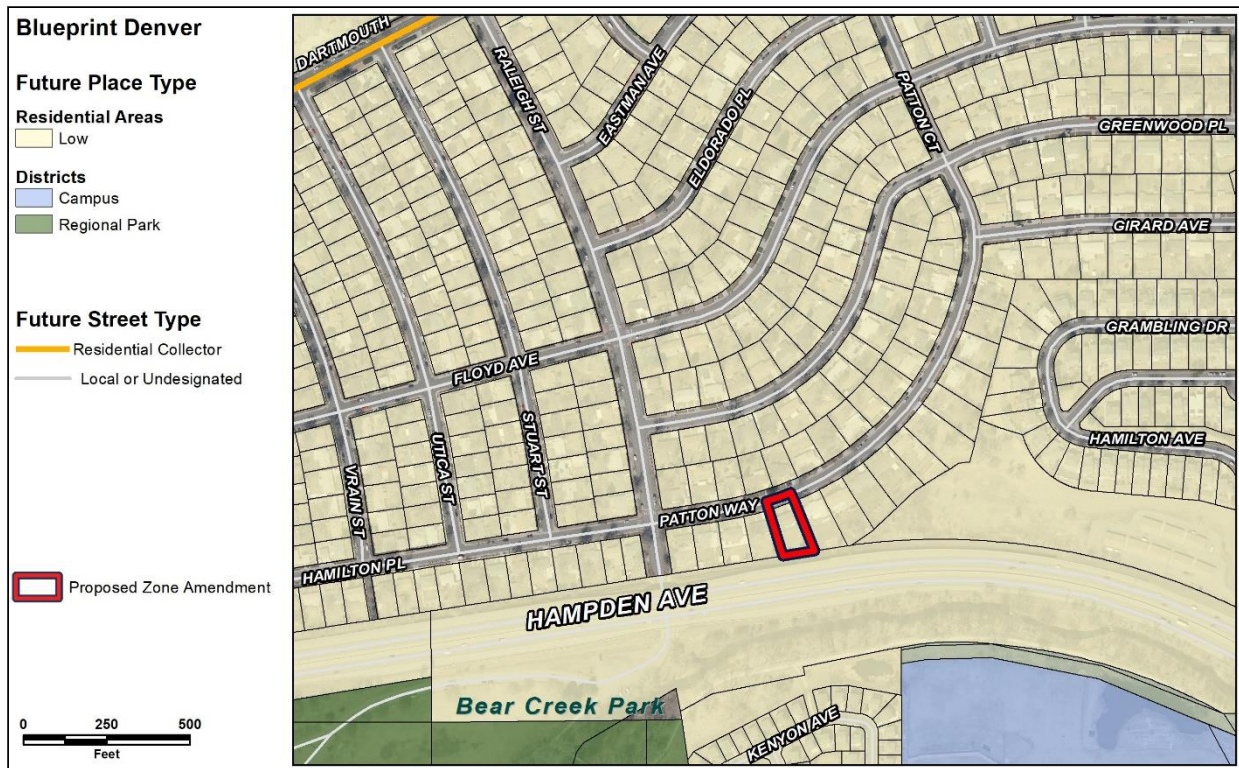 Blueprint Denver
Future Place Type
Residential Areas
Low
Districts
Campus
Regional Park
Future Street Type
Residential Collector
Local or Undesignated
Proposed Zone Amendment
0 250 500
Feet
DARTMOUTH
RALEIGH ST
EASTMAN AVE
ELDORADO PL
PATTON CT
GREENWOOD PL
GIRARD AVE
GRAMBLING DR
HAMILTON AVE
FLOYD AVE
VRAIN ST
UTICA ST
STUART ST
PATTON WAY
HAMILTON PL
HAMPDEN AVE
Bear Creek Park
KENYON AVE